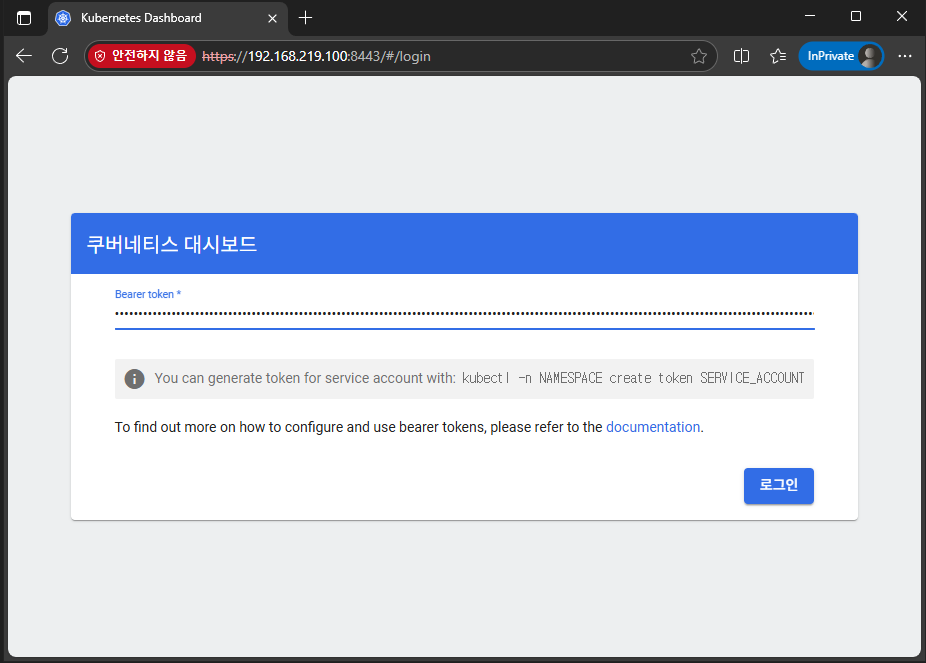 Kubernetes Dashboard
안전하지 않음 https://192.168.219.100:8443/#/login InPrivate
쿠버네티스 대시보드
Bearer token *
You can generate token for service account with: kubectl -n NAMESPACE create token SERVICE_ACCOUNT
To find out more on how to configure and use bearer tokens, please refer to the documentation.
로그인